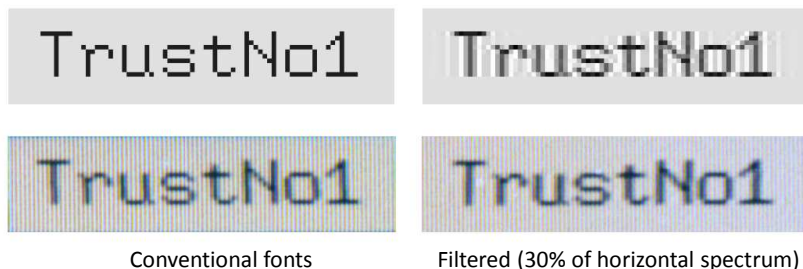 TrustNo1 TrustNo1
TrustNo1 TrustNo1
Conventional fonts Filtered (30% of horizontal spectrum)